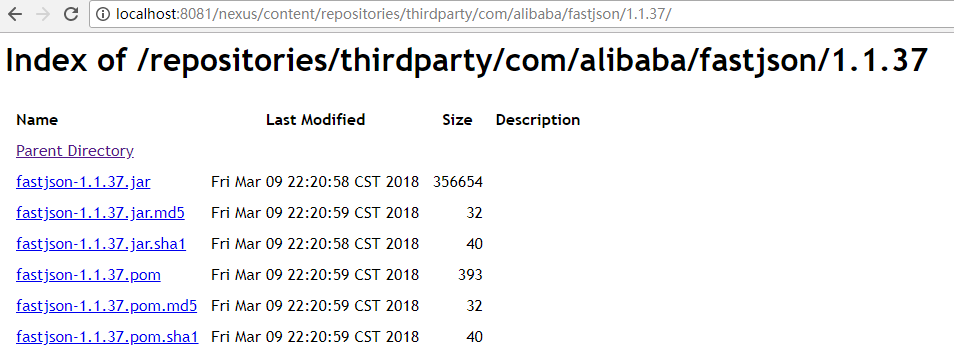 localhost:8081/nexus/content/repositories/thirdparty/com/alibaba/fastjson/1.1.37/
Index of /repositories/thirdparty/com/alibaba/fastjson/1.1.37
Name Last Modified Size Description
Parent Directory
fastjson-1.1.37.jar Fri Mar 09 22:20:58 CST 2018 356654
fastjson-1.1.37.jar.md5 Fri Mar 09 22:20:59 CST 2018 32
fastjson-1.1.37.jar.sha1 Fri Mar 09 22:20:58 CST 2018 40
fastjson-1.1.37.pom Fri Mar 09 22:20:59 CST 2018 393
fastjson-1.1.37.pom.md5 Fri Mar 09 22:20:59 CST 2018 32
fastjson-1.1.37.pom.sha1 Fri Mar 09 22:20:59 CST 2018 40